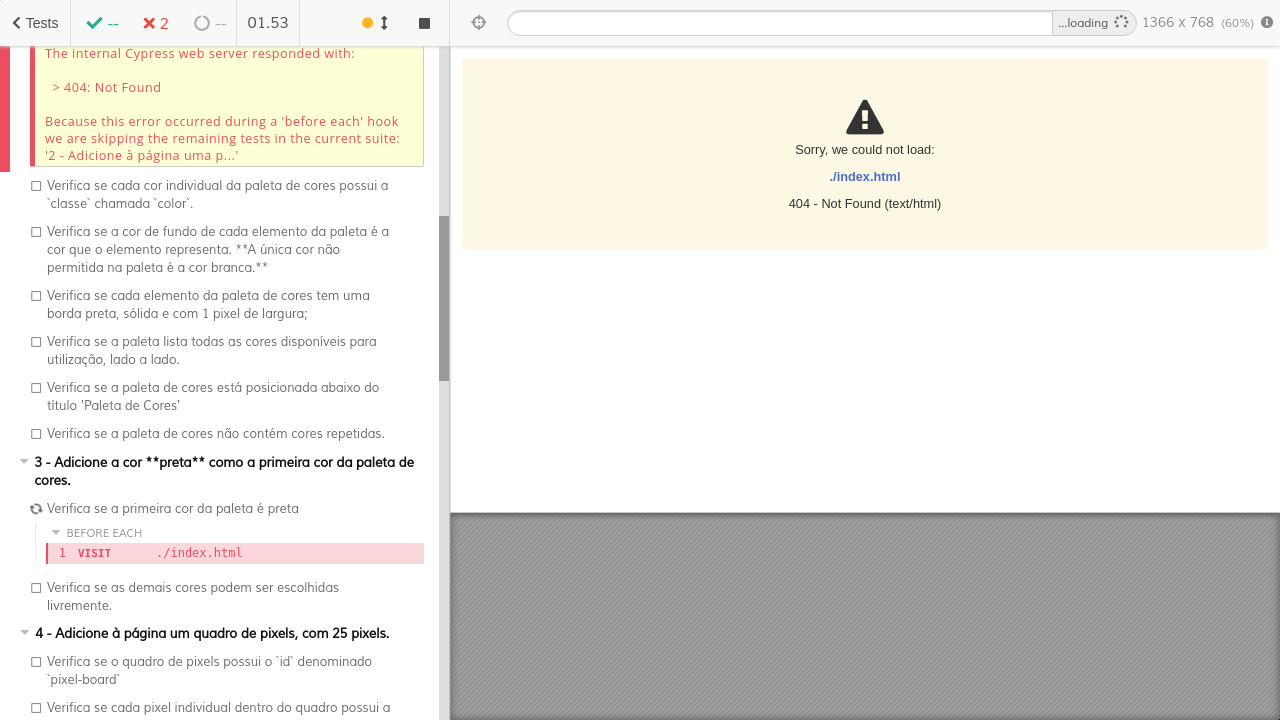 Tests
--
2
--
01.53
...loading
1366 x 768 (60%)
The internal Cypress web server responded with:
> 404: Not Found
Because this error occurred during a 'before each' hook
we are skipping the remaining tests in the current suite:
'2 - Adicione à página uma p...'
Verifica se cada cor individual da paleta de cores possui a
`classe` chamada `color`.
Verifica se a cor de fundo de cada elemento da paleta é a
cor que o elemento representa. **A única cor não
permitida na paleta é a cor branca.**
Verifica se cada elemento da paleta de cores tem uma
borda preta, sólida e com 1 pixel de largura;
Verifica se a paleta lista todas as cores disponíveis para
utilização, lado a lado.
Verifica se a paleta de cores está posicionada abaixo do
título 'Paleta de Cores'
Verifica se a paleta de cores não contém cores repetidas.
3 - Adicione a cor **preta** como a primeira cor da paleta de
cores.
Verifica se a primeira cor da paleta é preta
BEFORE EACH
1 VISIT ./index.html
Verifica se as demais cores podem ser escolhidas
livremente.
4 - Adicione à página um quadro de pixels, com 25 pixels.
Verifica se o quadro de pixels possui o `id` denominado
`pixel-board`
Verifica se cada pixel individual dentro do quadro possui a
Sorry, we could not load:
./index.html
404 - Not Found (text/html)